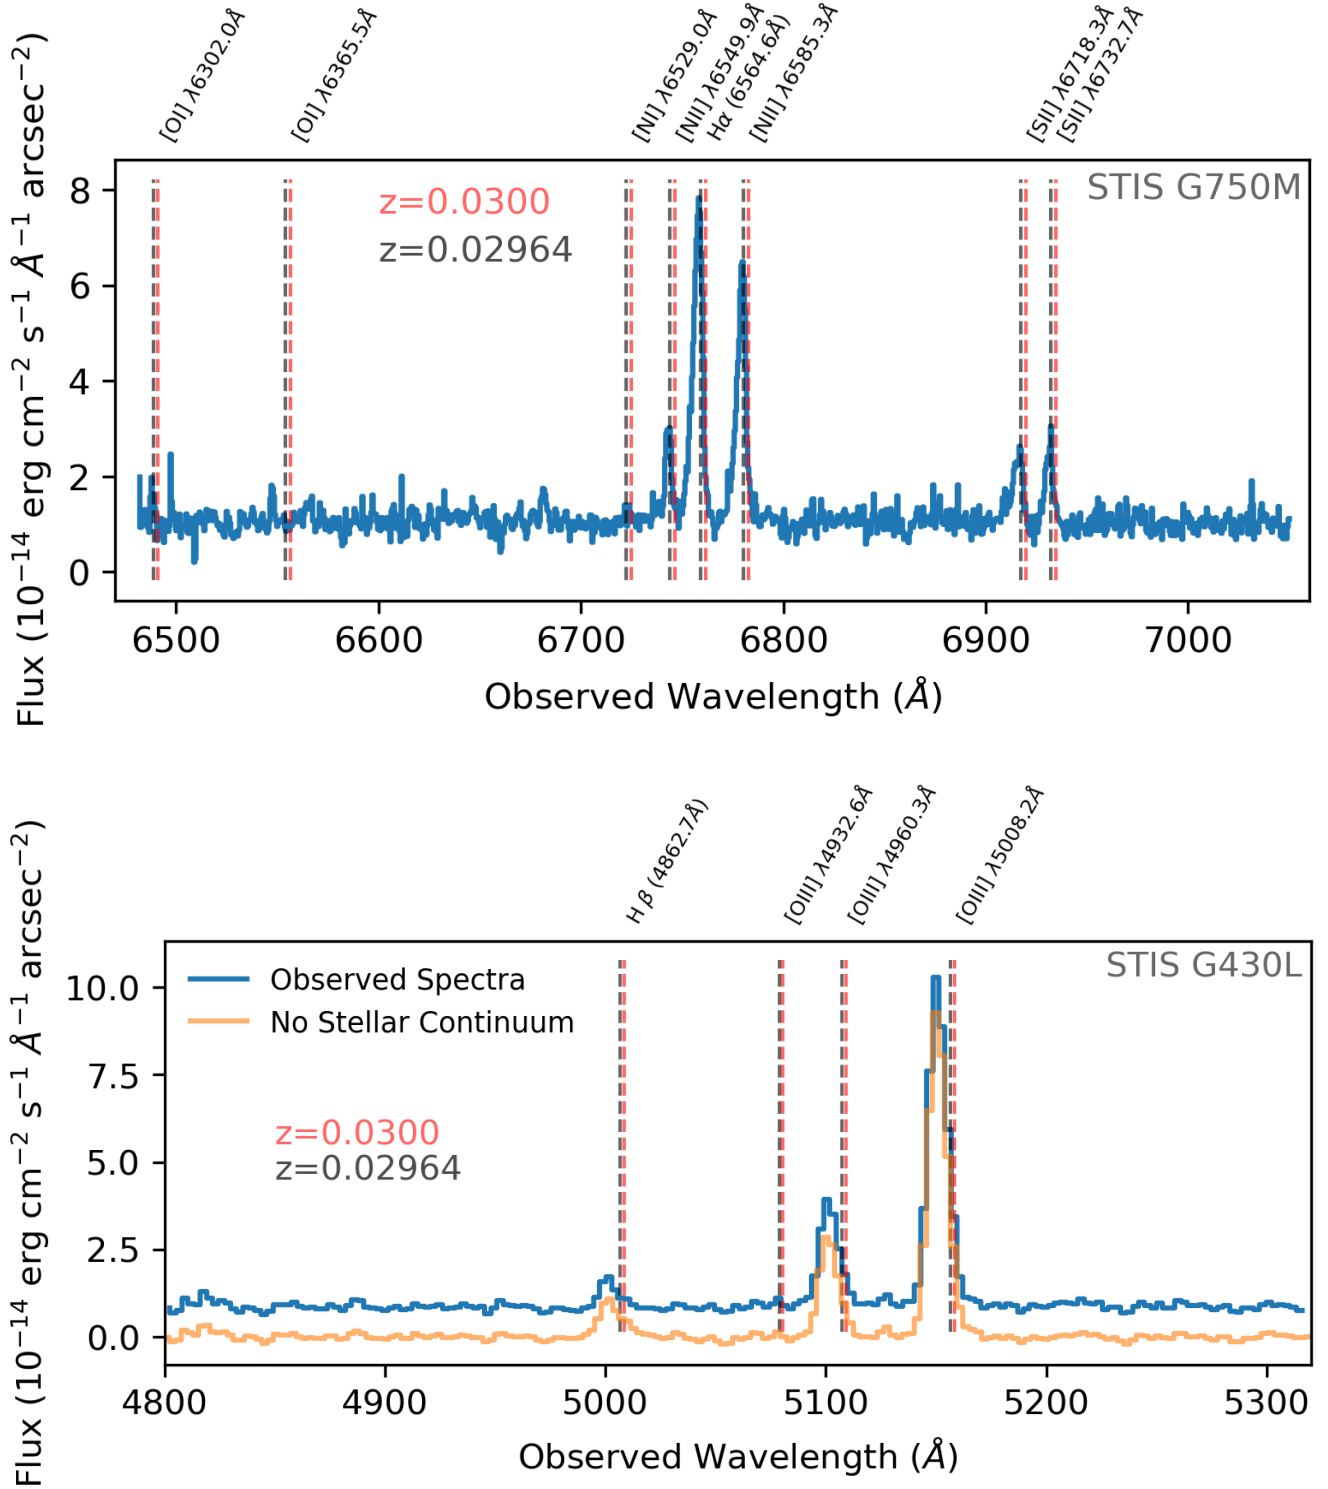 [OI] λ6302.0Å
[OI] λ6365.5Å
[NI] λ6529.0Å
[NII] λ6549.9Å
Hα (6564.6Å)
[NII] λ6585.3Å
[SII] λ6718.3Å
[SII] λ6732.7Å
Flux (10⁻¹⁴ erg cm⁻² s⁻¹ Å⁻¹ arcsec⁻²)
8
6
4
2
0
z=0.0300
z=0.02964
STIS G750M
6500 6600 6700 6800 6900 7000
Observed Wavelength (Å)
H β (4862.7Å)
[OIII] λ4932.6Å
[OIII] λ4960.3Å
[OIII] λ5008.2Å
Flux (10⁻¹⁴ erg cm⁻² s⁻¹ Å⁻¹ arcsec⁻²)
10.0
7.5
5.0
2.5
0.0
Observed Spectra
No Stellar Continuum
STIS G430L
z=0.0300
z=0.02964
4800 4900 5000 5100 5200 5300
Observed Wavelength (Å)